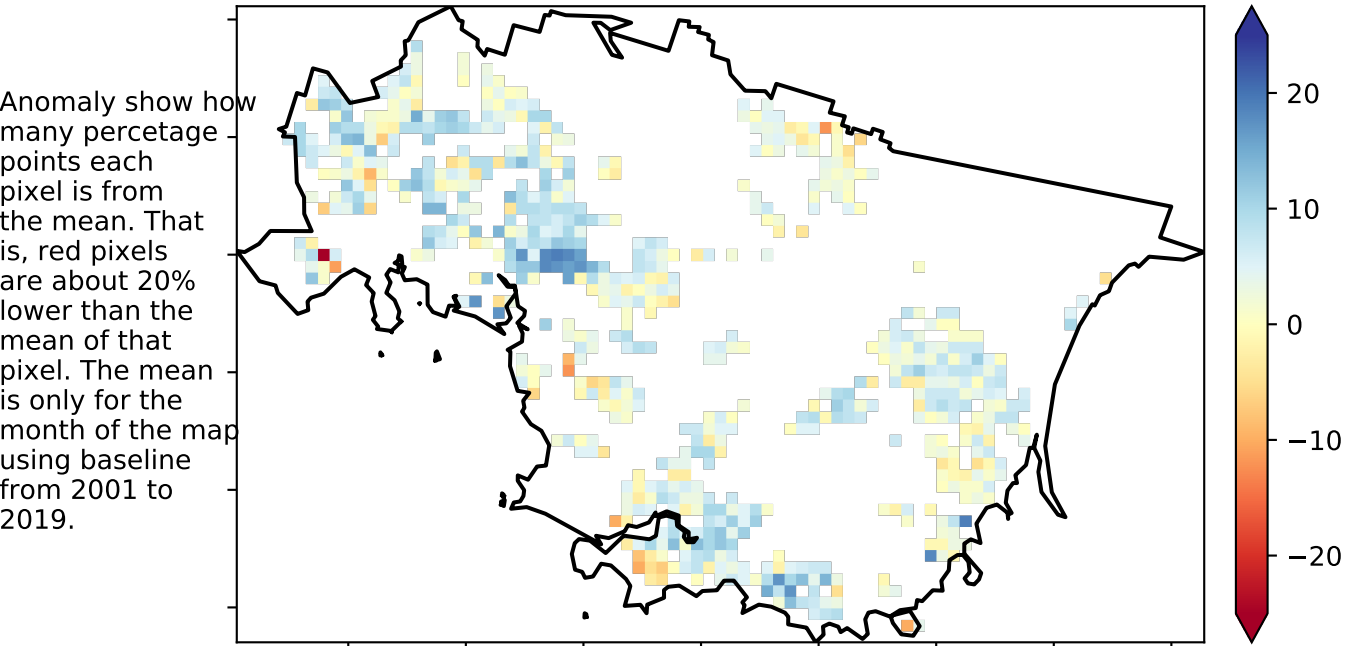 Anomaly show how
many percetage
points each
pixel is from
the mean. That
is, red pixels
are about 20%
lower than the
mean of that
pixel. The mean
is only for the
month of the map
using baseline
from 2001 to
2019.
20
10
0
−10
−20